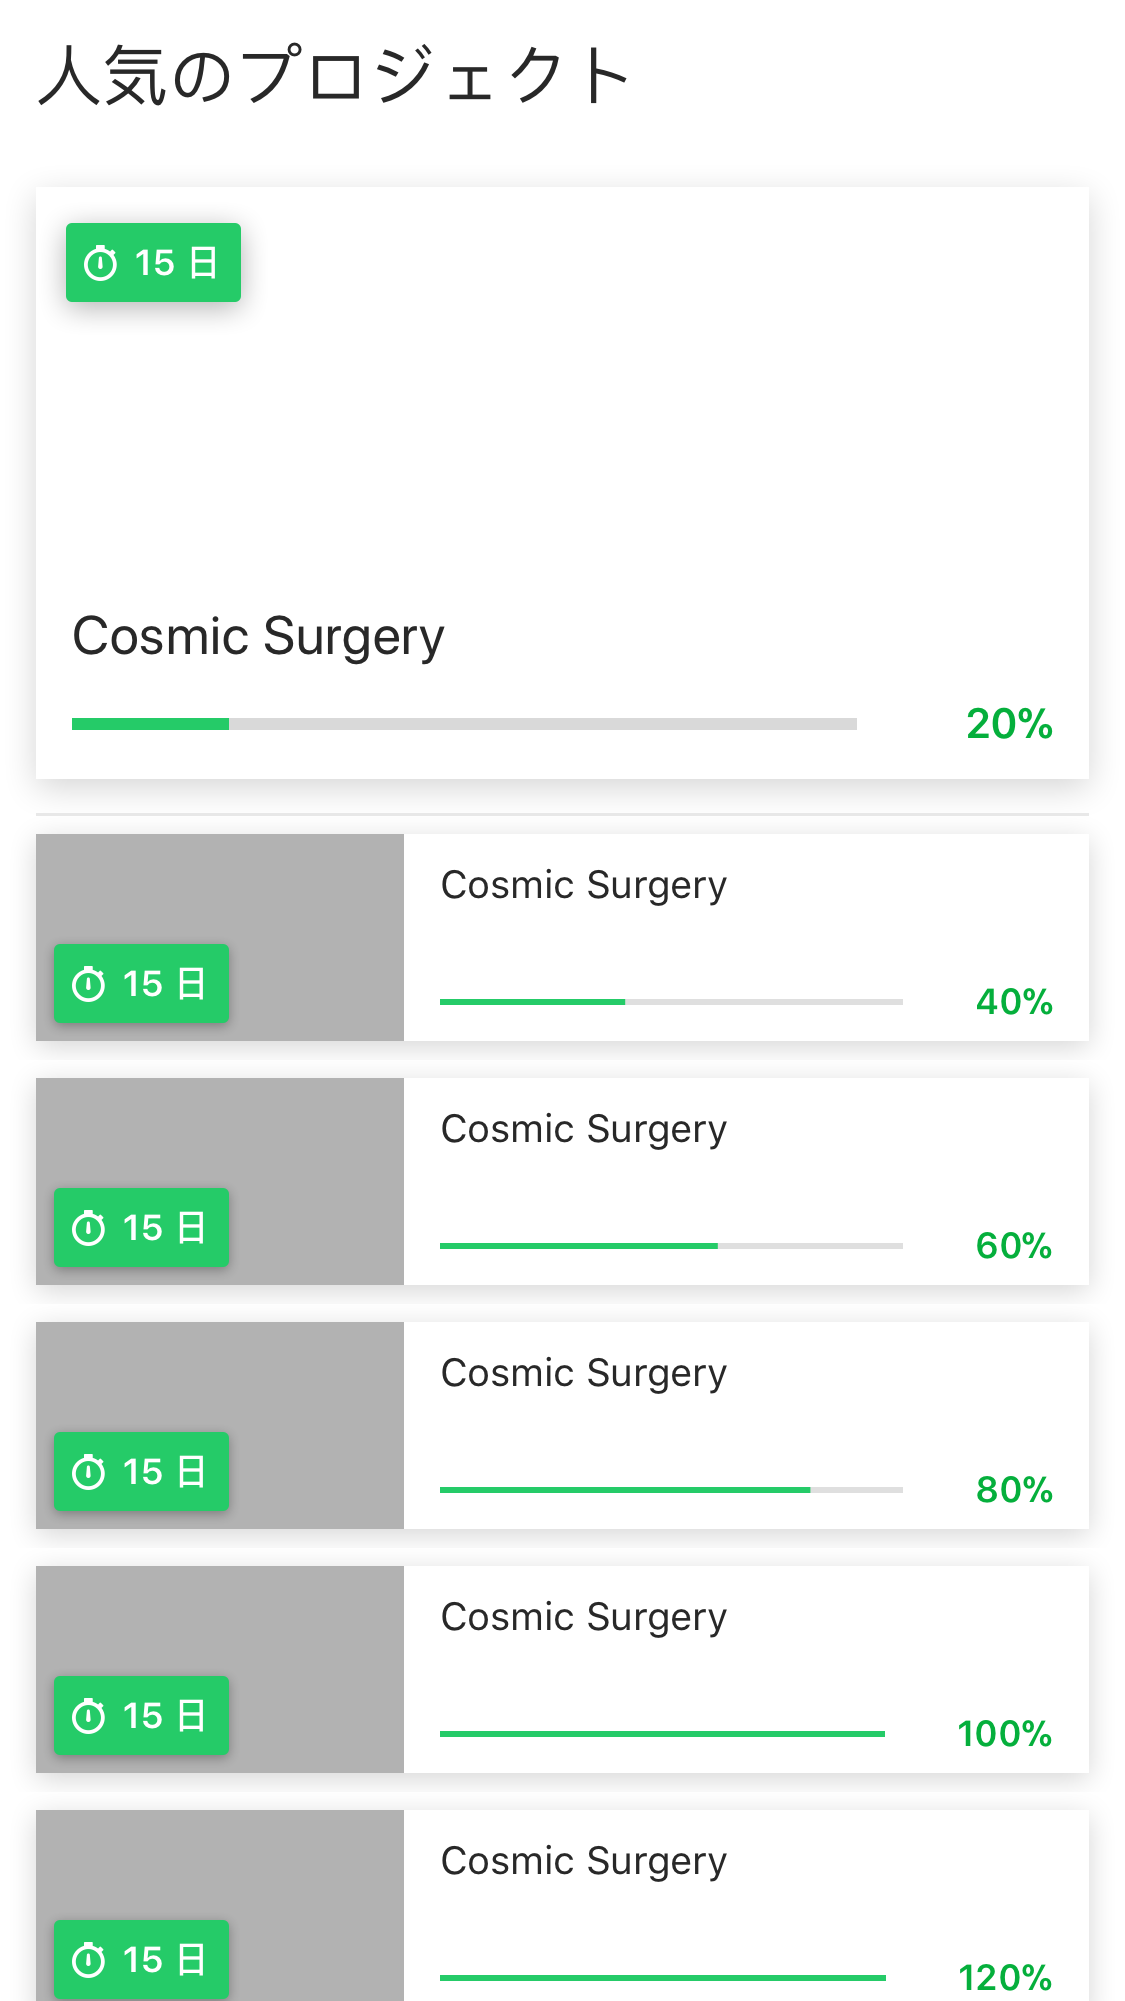 人気のプロジェクト
15 日
Cosmic Surgery
20%
Cosmic Surgery
15 日
40%
Cosmic Surgery
15 日
60%
Cosmic Surgery
15 日
80%
Cosmic Surgery
15 日
100%
Cosmic Surgery
15 日
120%